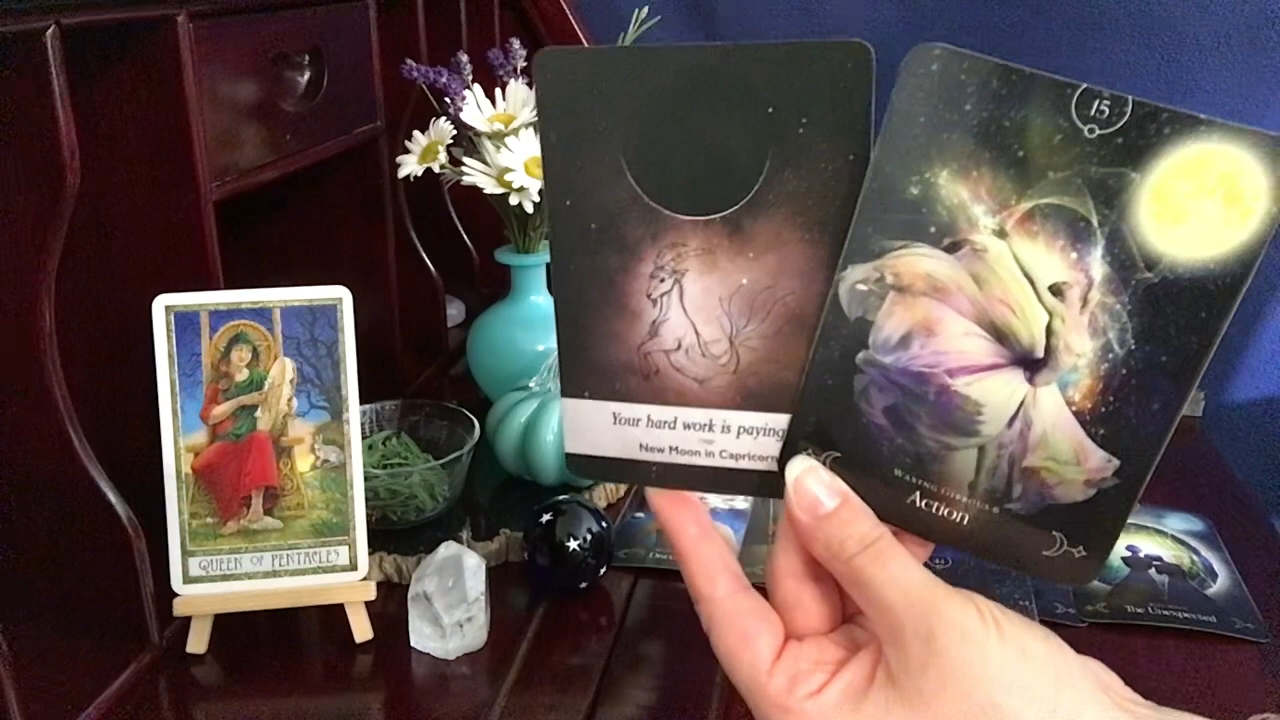 QUEEN OF PENTACLES
Your hard work is paying
New Moon in Capricorn
15
WAXING GIBBOUS
Action
The Unexpected